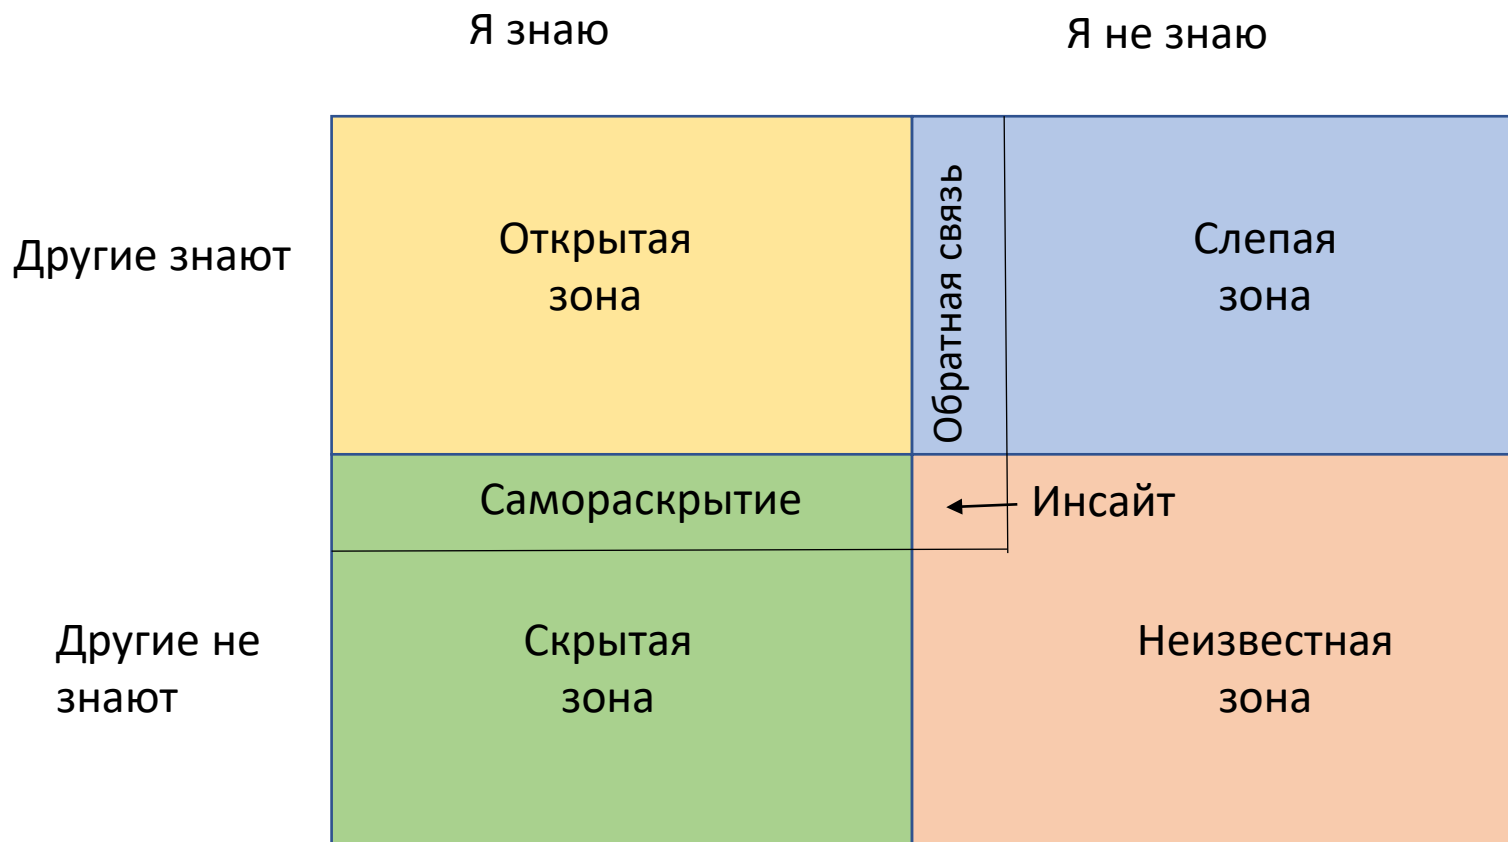 Я знаю
Я не знаю
Другие знают
Открытая
зона
Обратная связь
Слепая
зона
Самораскрытие
Инсайт
Другие не
знают
Скрытая
зона
Неизвестная
зона